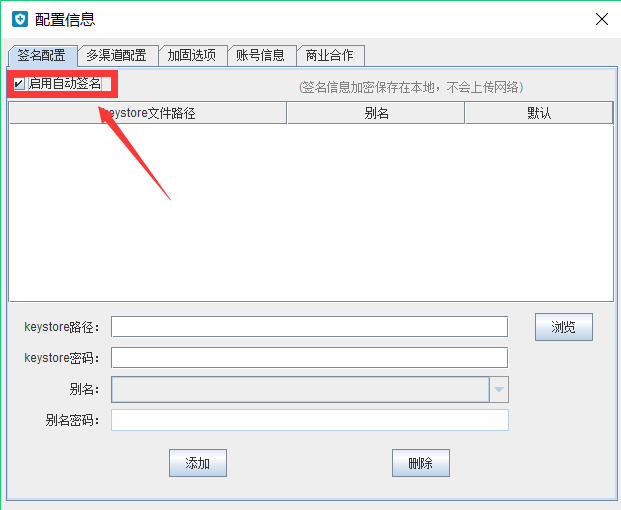 配置信息
签名配置 多渠道配置 加固选项 账号信息 商业合作
启用自动签名 (签名信息加密保存在本地，不会上传网络)
eystore文件路径 别名 默认
keystore路径： 浏览
keystore密码：
别名：
别名密码：
添加 删除